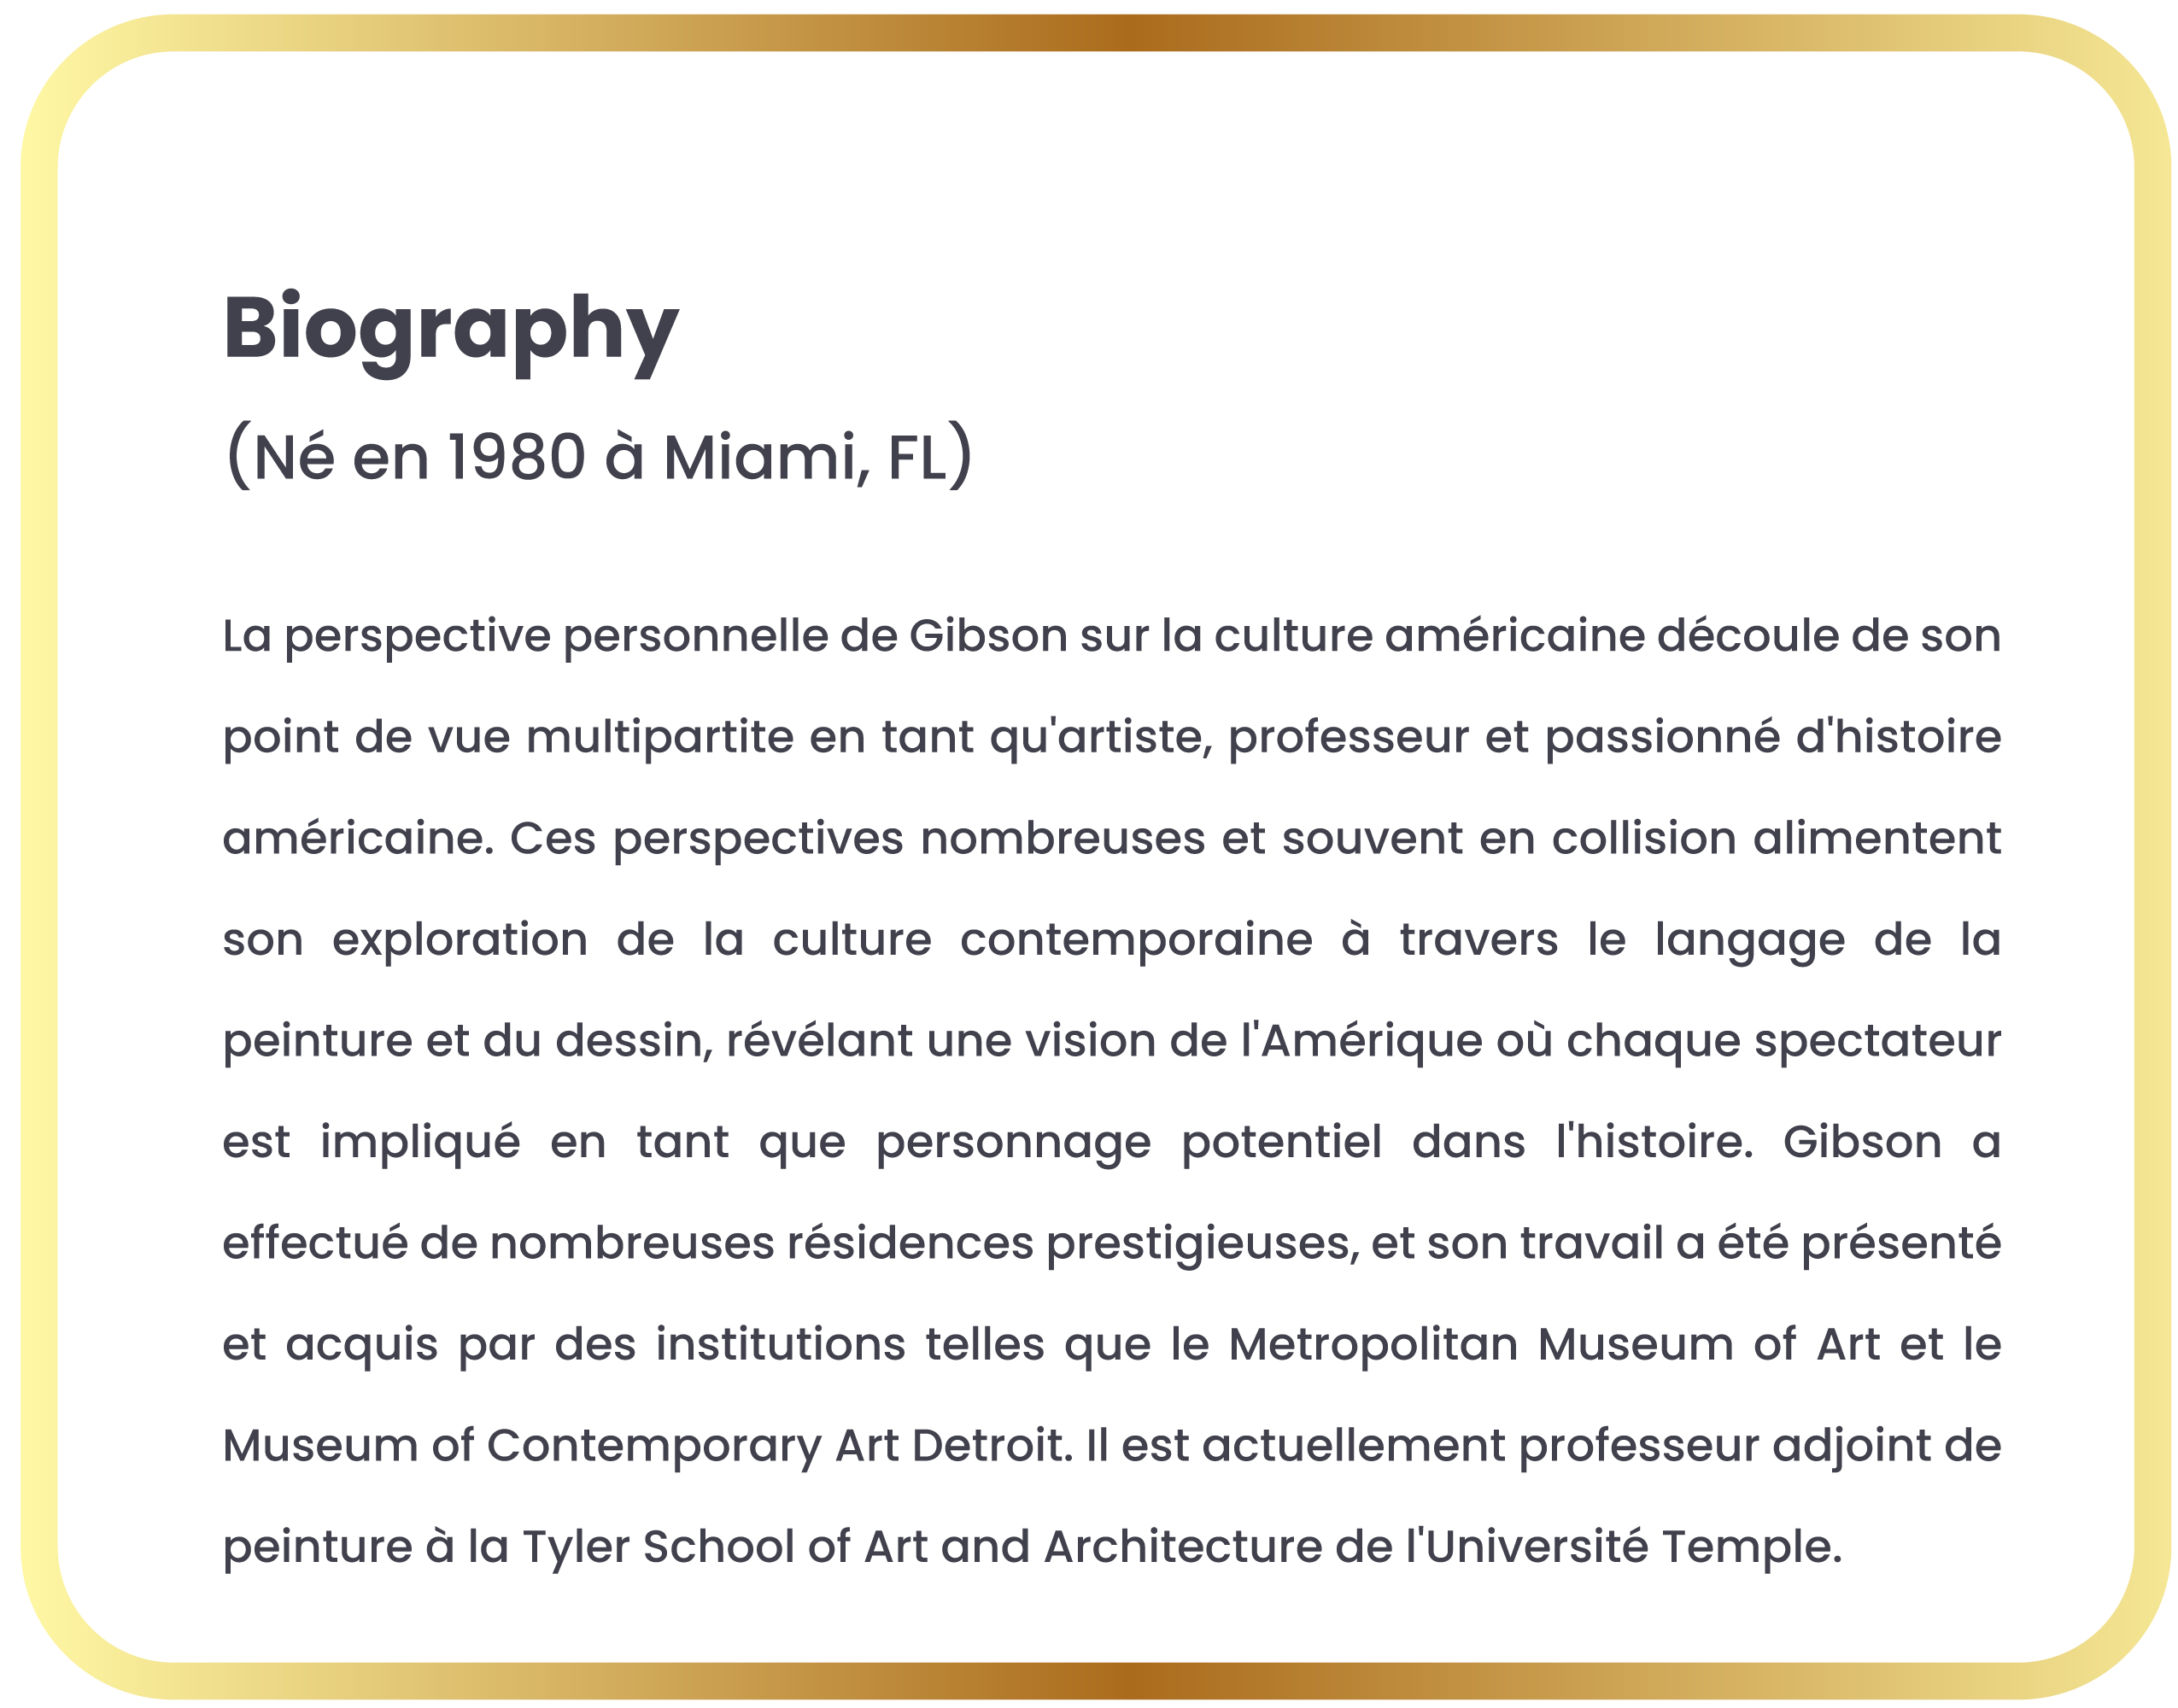 Biography
(Né en 1980 à Miami, FL)
La perspective personnelle de Gibson sur la culture américaine découle de son
point de vue multipartite en tant qu'artiste, professeur et passionné d'histoire
américaine. Ces perspectives nombreuses et souvent en collision alimentent
son exploration de la culture contemporaine à travers le langage de la
peinture et du dessin, révélant une vision de l'Amérique où chaque spectateur
est impliqué en tant que personnage potentiel dans l'histoire. Gibson a
effectué de nombreuses résidences prestigieuses, et son travail a été présenté
et acquis par des institutions telles que le Metropolitan Museum of Art et le
Museum of Contemporary Art Detroit. Il est actuellement professeur adjoint de
peinture à la Tyler School of Art and Architecture de l'Université Temple.